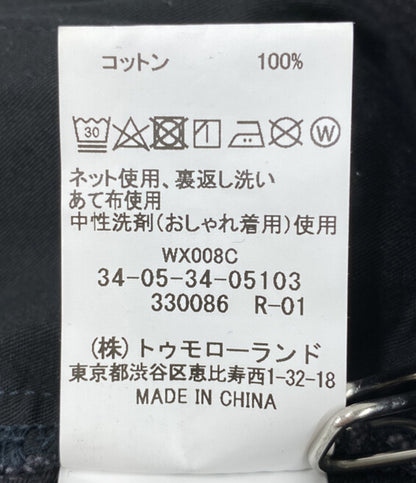 コットン 100%
30 W
ネット使用、裏返し洗い
あて布使用
中性洗剤(おしゃれ着用)使用
WX008C
34-05-34-05103
330086 R-01
(株)トゥモローランド
東京都渋谷区恵比寿西1-32-18
MADE IN CHINA